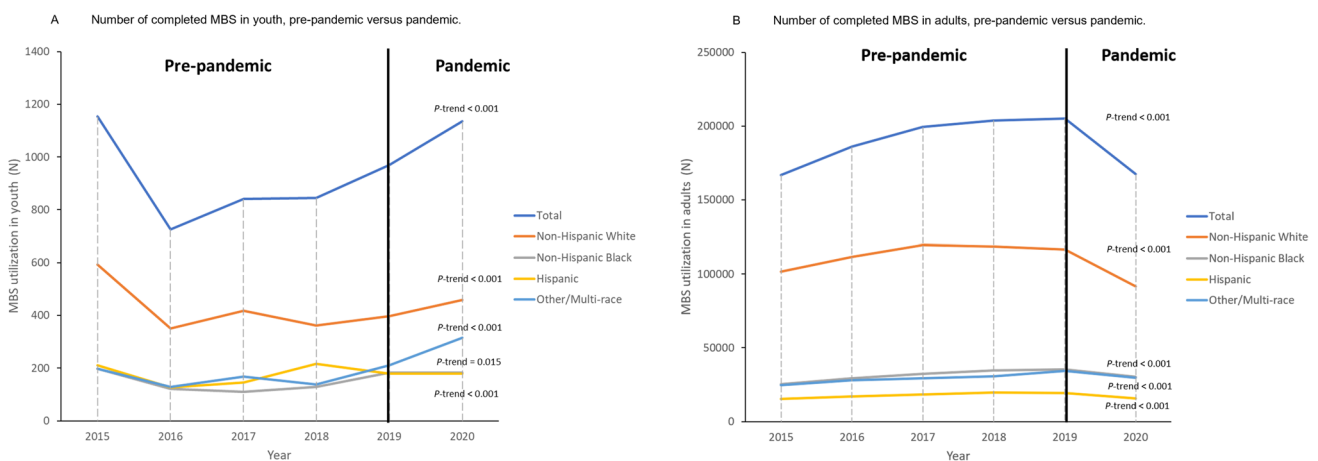 A Number of completed MBS in youth, pre-pandemic versus pandemic.
1400
1200
1000
800
600
400
200
0
MBS utilization in youth (N)
Pre-pandemic
Pandemic
P-trend < 0.001
P-trend < 0.001
P-trend < 0.001
P-trend = 0.015
P-trend < 0.001
2015 2016 2017 2018 2019 2020
Year
Total
Non-Hispanic White
Non-Hispanic Black
Hispanic
Other/Multi-race
B Number of completed MBS in adults, pre-pandemic versus pandemic.
250000
200000
150000
100000
50000
0
MBS utilization in adults (N)
Pre-pandemic
Pandemic
P-trend < 0.001
P-trend < 0.001
P-trend < 0.001
P-trend < 0.001
P-trend < 0.001
2015 2016 2017 2018 2019 2020
Year
Total
Non-Hispanic White
Non-Hispanic Black
Hispanic
Other/Multi-race